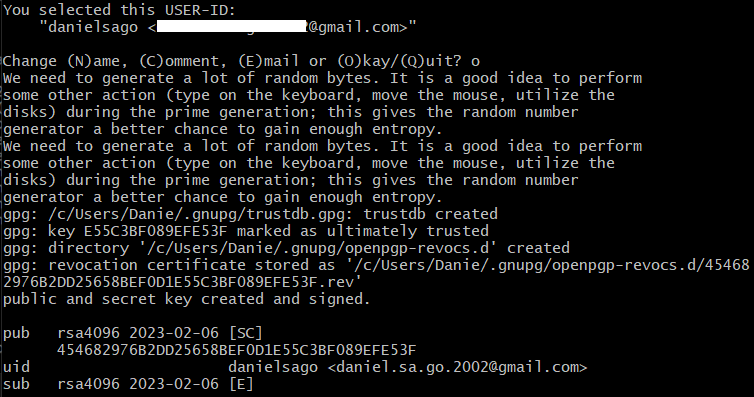 You selected this USER-ID:
"danielsago < @gmail.com>"
Change (N)ame, (C)omment, (E)mail or (O)kay/(Q)uit? o
We need to generate a lot of random bytes. It is a good idea to perform
some other action (type on the keyboard, move the mouse, utilize the
disks) during the prime generation; this gives the random number
generator a better chance to gain enough entropy.
We need to generate a lot of random bytes. It is a good idea to perform
some other action (type on the keyboard, move the mouse, utilize the
disks) during the prime generation; this gives the random number
generator a better chance to gain enough entropy.
gpg: /c/Users/Danie/.gnupg/trustdb.gpg: trustdb created
gpg: key E55C3BF089EFE53F marked as ultimately trusted
gpg: directory '/c/Users/Danie/.gnupg/openpgp-revocs.d' created
gpg: revocation certificate stored as '/c/Users/Danie/.gnupg/openpgp-revocs.d/45468
2976B2DD25658BEF0D1E55C3BF089EFE53F.rev'
public and secret key created and signed.
pub rsa4096 2023-02-06 [SC]
454682976B2DD25658BEF0D1E55C3BF089EFE53F
uid danielsago <daniel.sa.go.2002@gmail.com>
sub rsa4096 2023-02-06 [E]